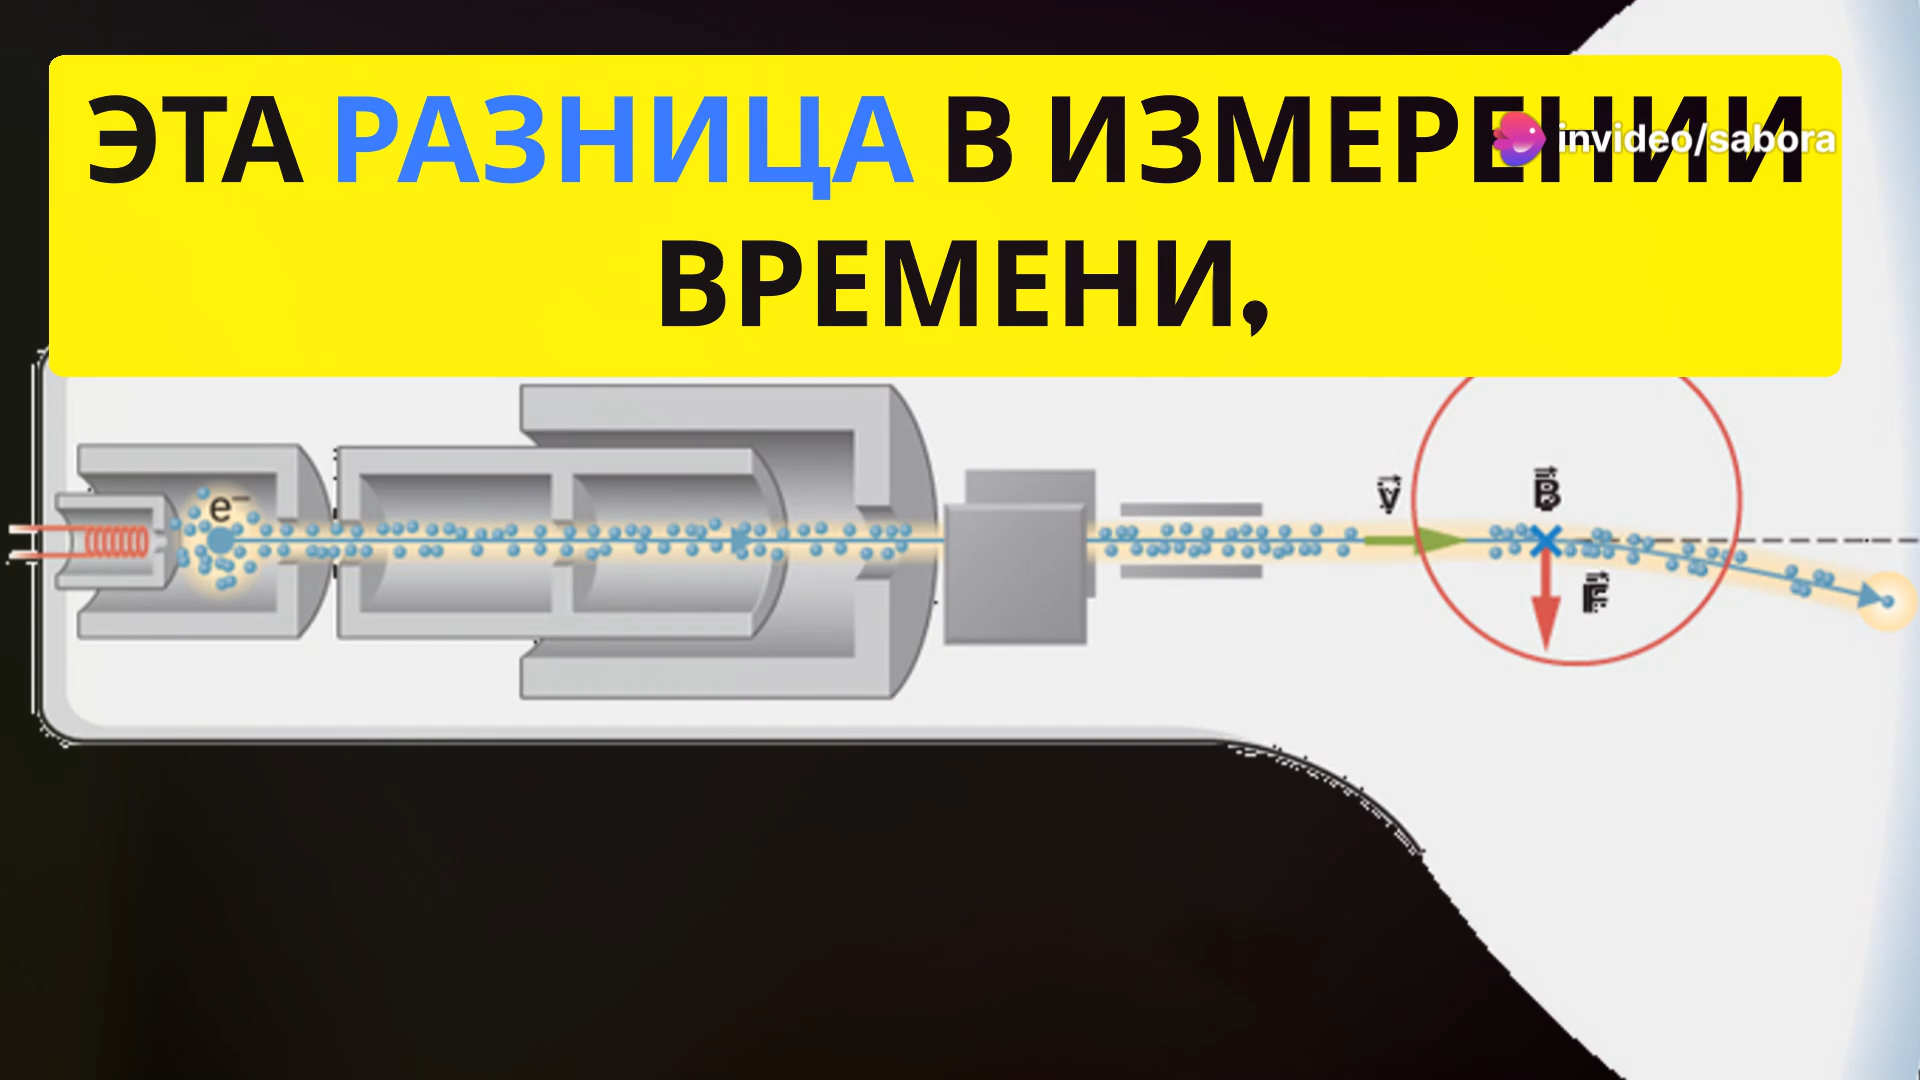 ЭТА РАЗНИЦА В ИЗМЕРЕНИИ
invideo/sabora
ВРЕМЕНИ,
e⁻
v⃗
B⃗
F⃗